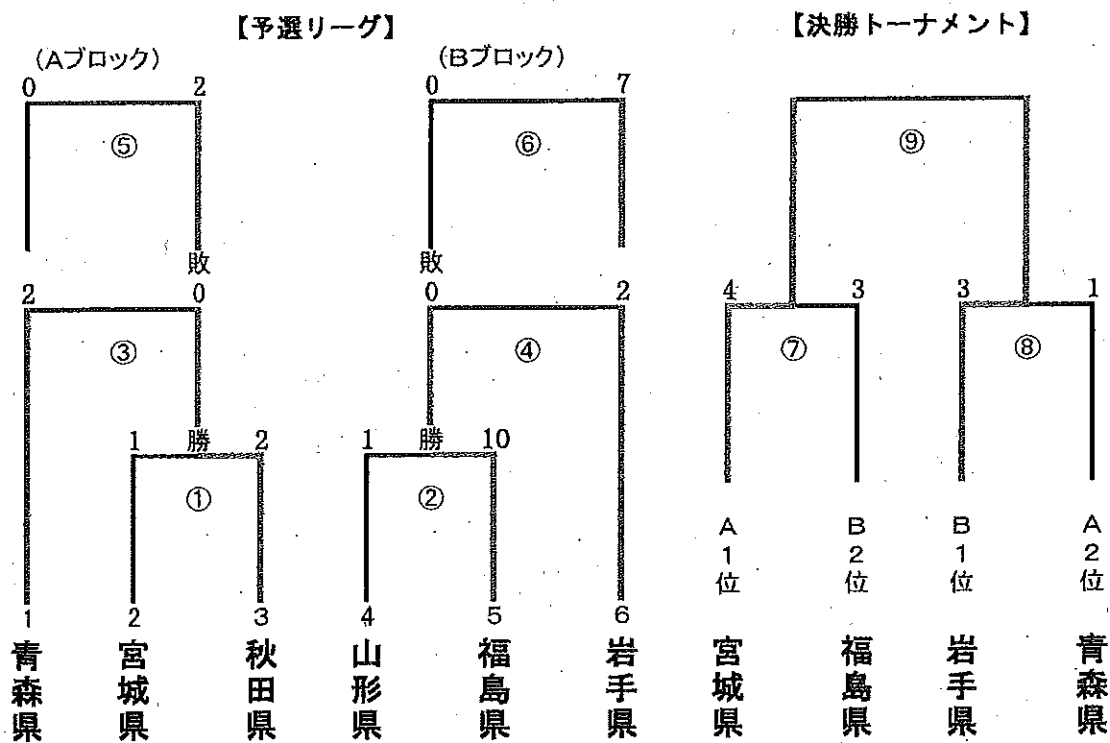 【予選リーグ】 【決勝トーナメント】
(Aブロック) (Bブロック)
0 2 0 7
⑤ ⑥ ⑨
敗 敗
2 0 0 2 4 3 3 1
③ ④ ⑦ ⑧
1 勝 2 1 勝 10
① ②
A1位 B2位 B1位 A2位
1 2 3 4 5 6
青森県 宮城県 秋田県 山形県 福島県 岩手県 宮城県 福島県 岩手県 青森県